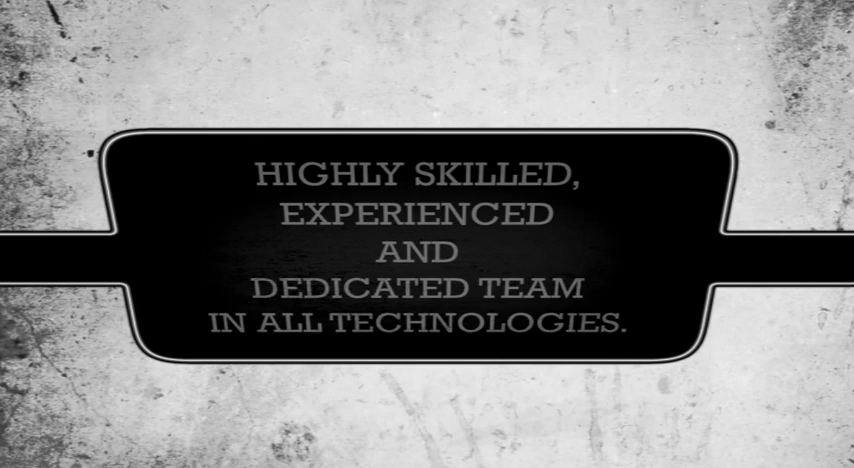 HIGHLY SKILLED,
EXPERIENCED
AND
DEDICATED TEAM
IN ALL TECHNOLOGIES.